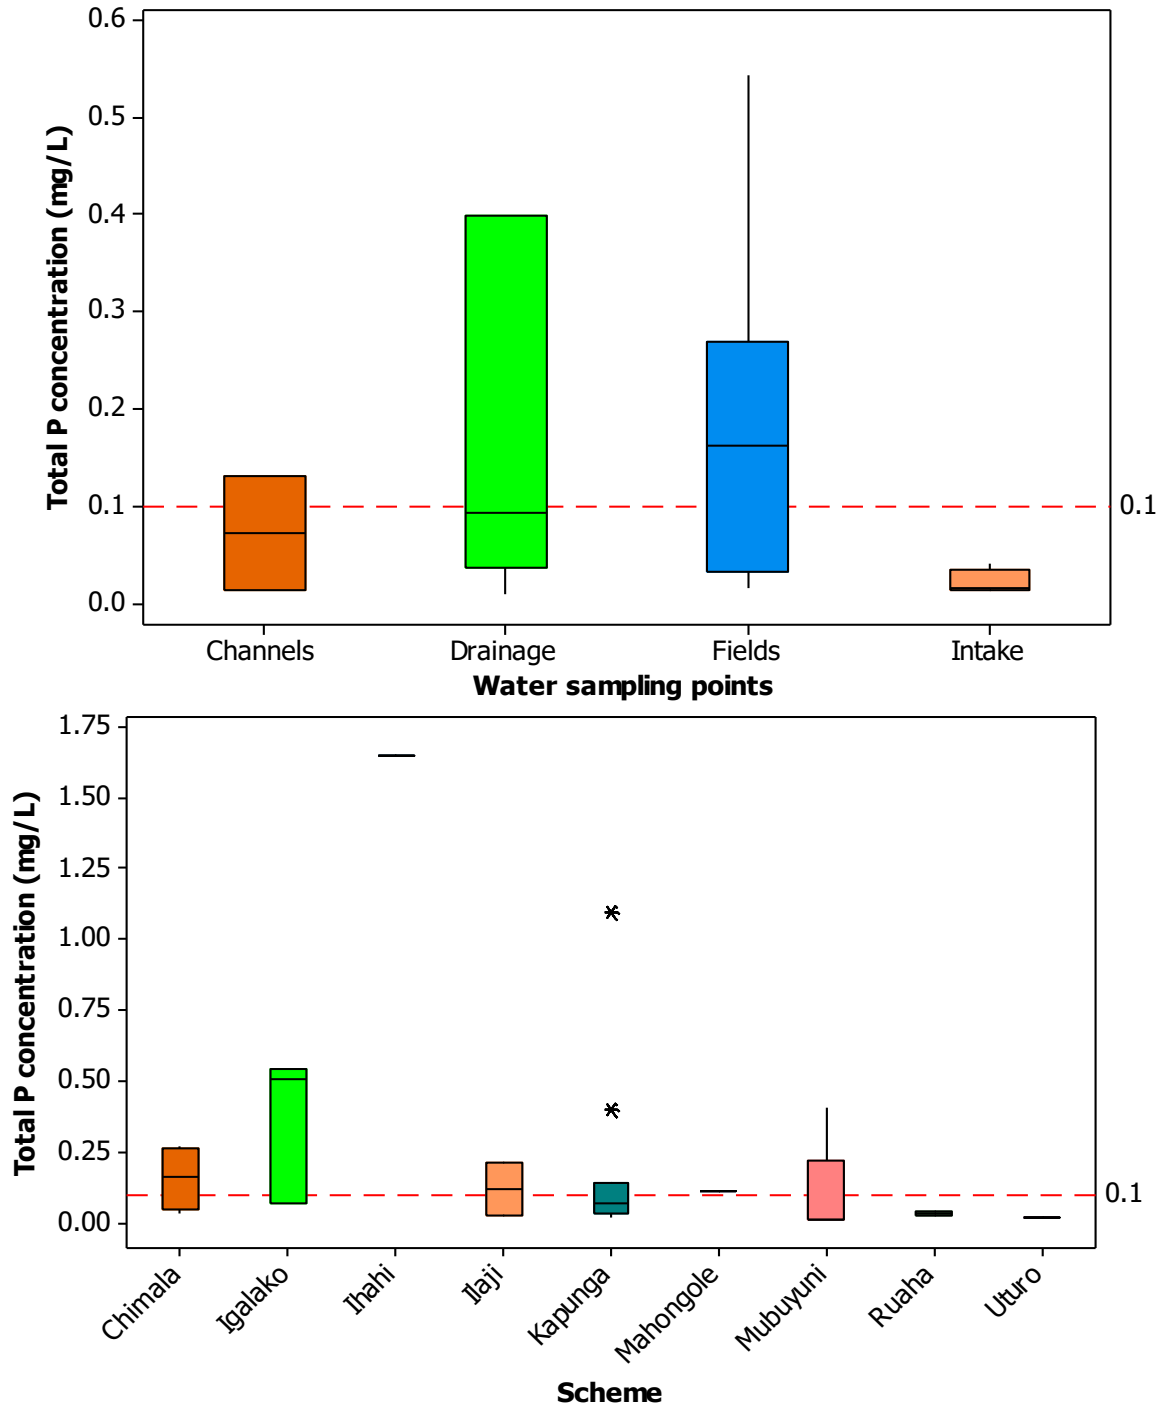 0.6
0.5
0.4
0.3
0.2
0.1
0.0
Total P concentration (mg/L)
0.1
Channels Drainage Fields Intake
Water sampling points
1.75
1.50
1.25
1.00
0.75
0.50
0.25
0.00
Total P concentration (mg/L)
0.1
Chimala Igalako Ihahi Ilaji Kapunga Mahongole Mubuyuni Ruaha Uturo
Scheme